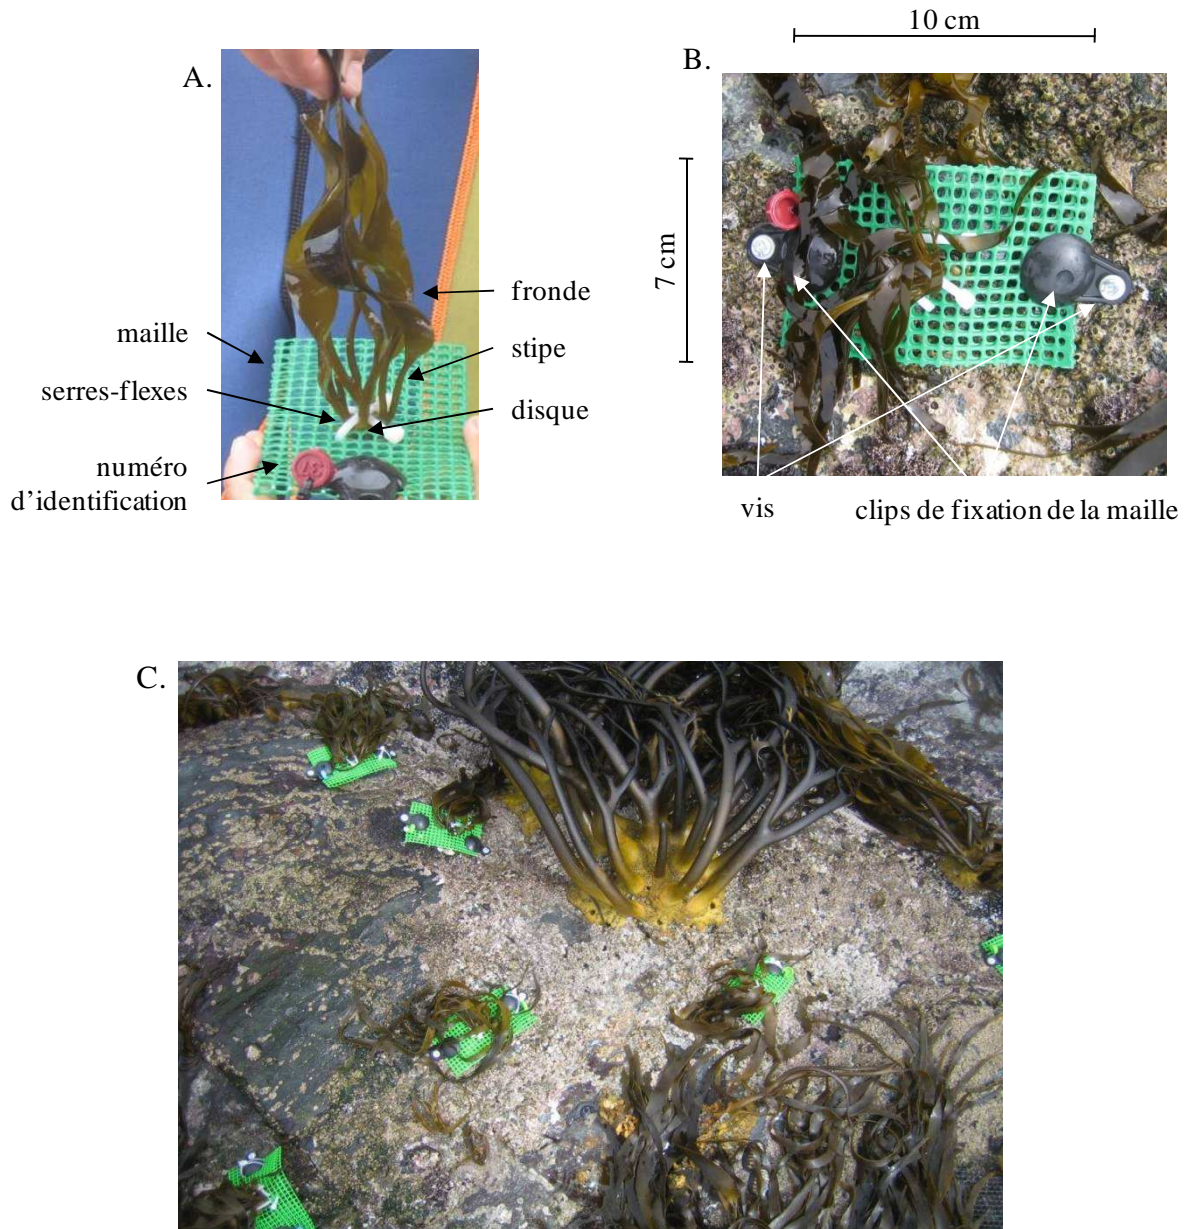 A.
fronde
maille
stipe
serres-flexes
disque
numéro
d'identification
B.
10 cm
7 cm
vis
clips de fixation de la maille
C.